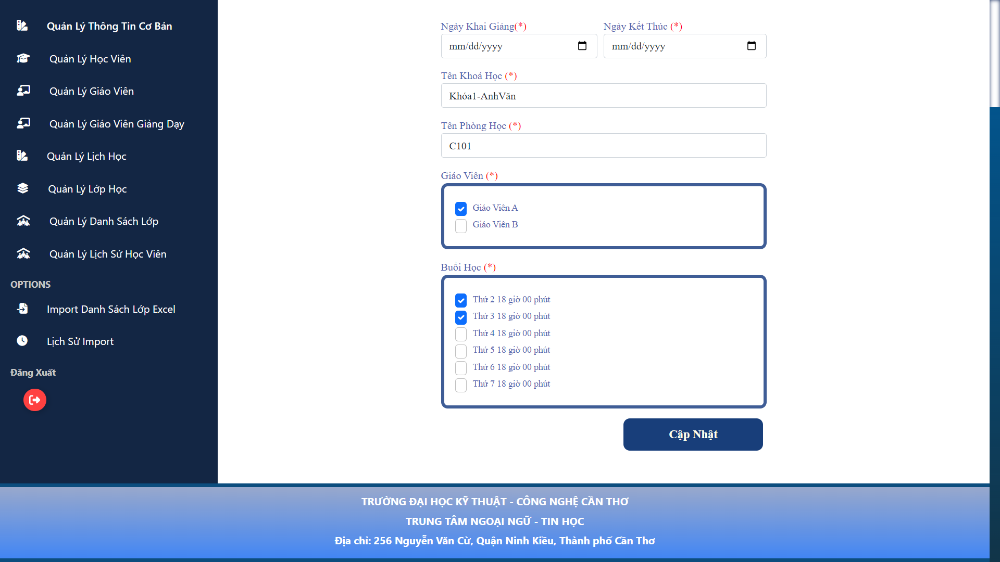 Quản Lý Thông Tin Cơ Bản
Quản Lý Học Viên
Quản Lý Giáo Viên
Quản Lý Giáo Viên Giảng Dạy
Quản Lý Lịch Học
Quản Lý Lớp Học
Quản Lý Danh Sách Lớp
Quản Lý Lịch Sử Học Viên
OPTIONS
Import Danh Sách Lớp Excel
Lịch Sử Import
Đăng Xuất
Ngày Khai Giảng(*) Ngày Kết Thúc (*)
mm/dd/yyyy mm/dd/yyyy
Tên Khoá Học (*)
Khóa1-AnhVăn
Tên Phòng Học (*)
C101
Giáo Viên (*)
Giáo Viên A
Giáo Viên B
Buổi Học (*)
Thứ 2 18 giờ 00 phút
Thứ 3 18 giờ 00 phút
Thứ 4 18 giờ 00 phút
Thứ 5 18 giờ 00 phút
Thứ 6 18 giờ 00 phút
Thứ 7 18 giờ 00 phút
Cập Nhật
TRƯỜNG ĐẠI HỌC KỸ THUẬT - CÔNG NGHỆ CẦN THƠ
TRUNG TÂM NGOẠI NGỮ - TIN HỌC
Địa chỉ: 256 Nguyễn Văn Cừ, Quận Ninh Kiều, Thành phố Cần Thơ